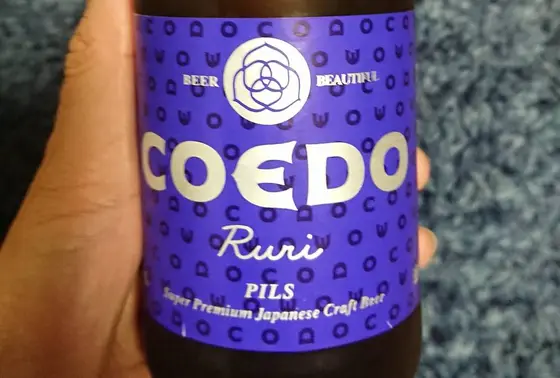 BEER BEAUTIFUL
COEDO
Ruri
PILS
Super Premium Japanese Craft Beer